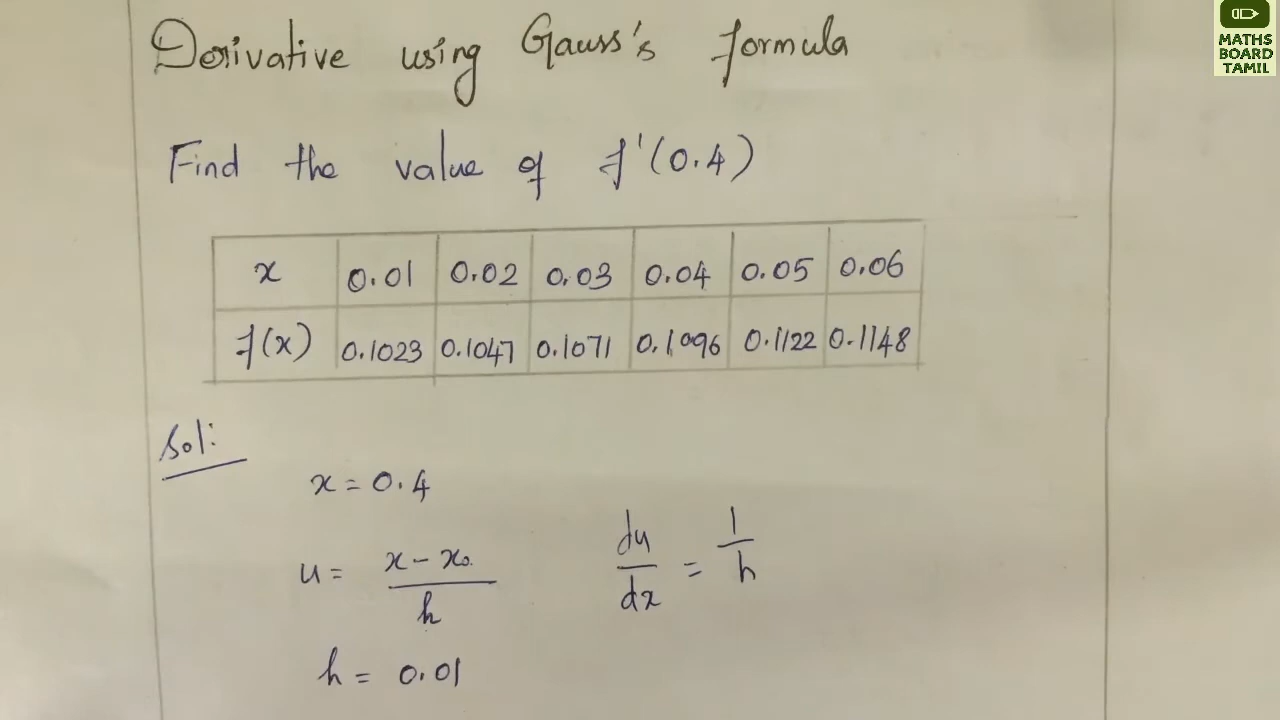 MATHS
BOARD
TAMIL
Derivative using Gauss's formula
Find the value of f'(0.4)
x 0.01 0.02 0.03 0.04 0.05 0.06
f(x) 0.1023 0.1047 0.1071 0.1096 0.1122 0.1148
Sol:
x = 0.4
u = x - x₀ / h du/dx = 1/h
h = 0.01